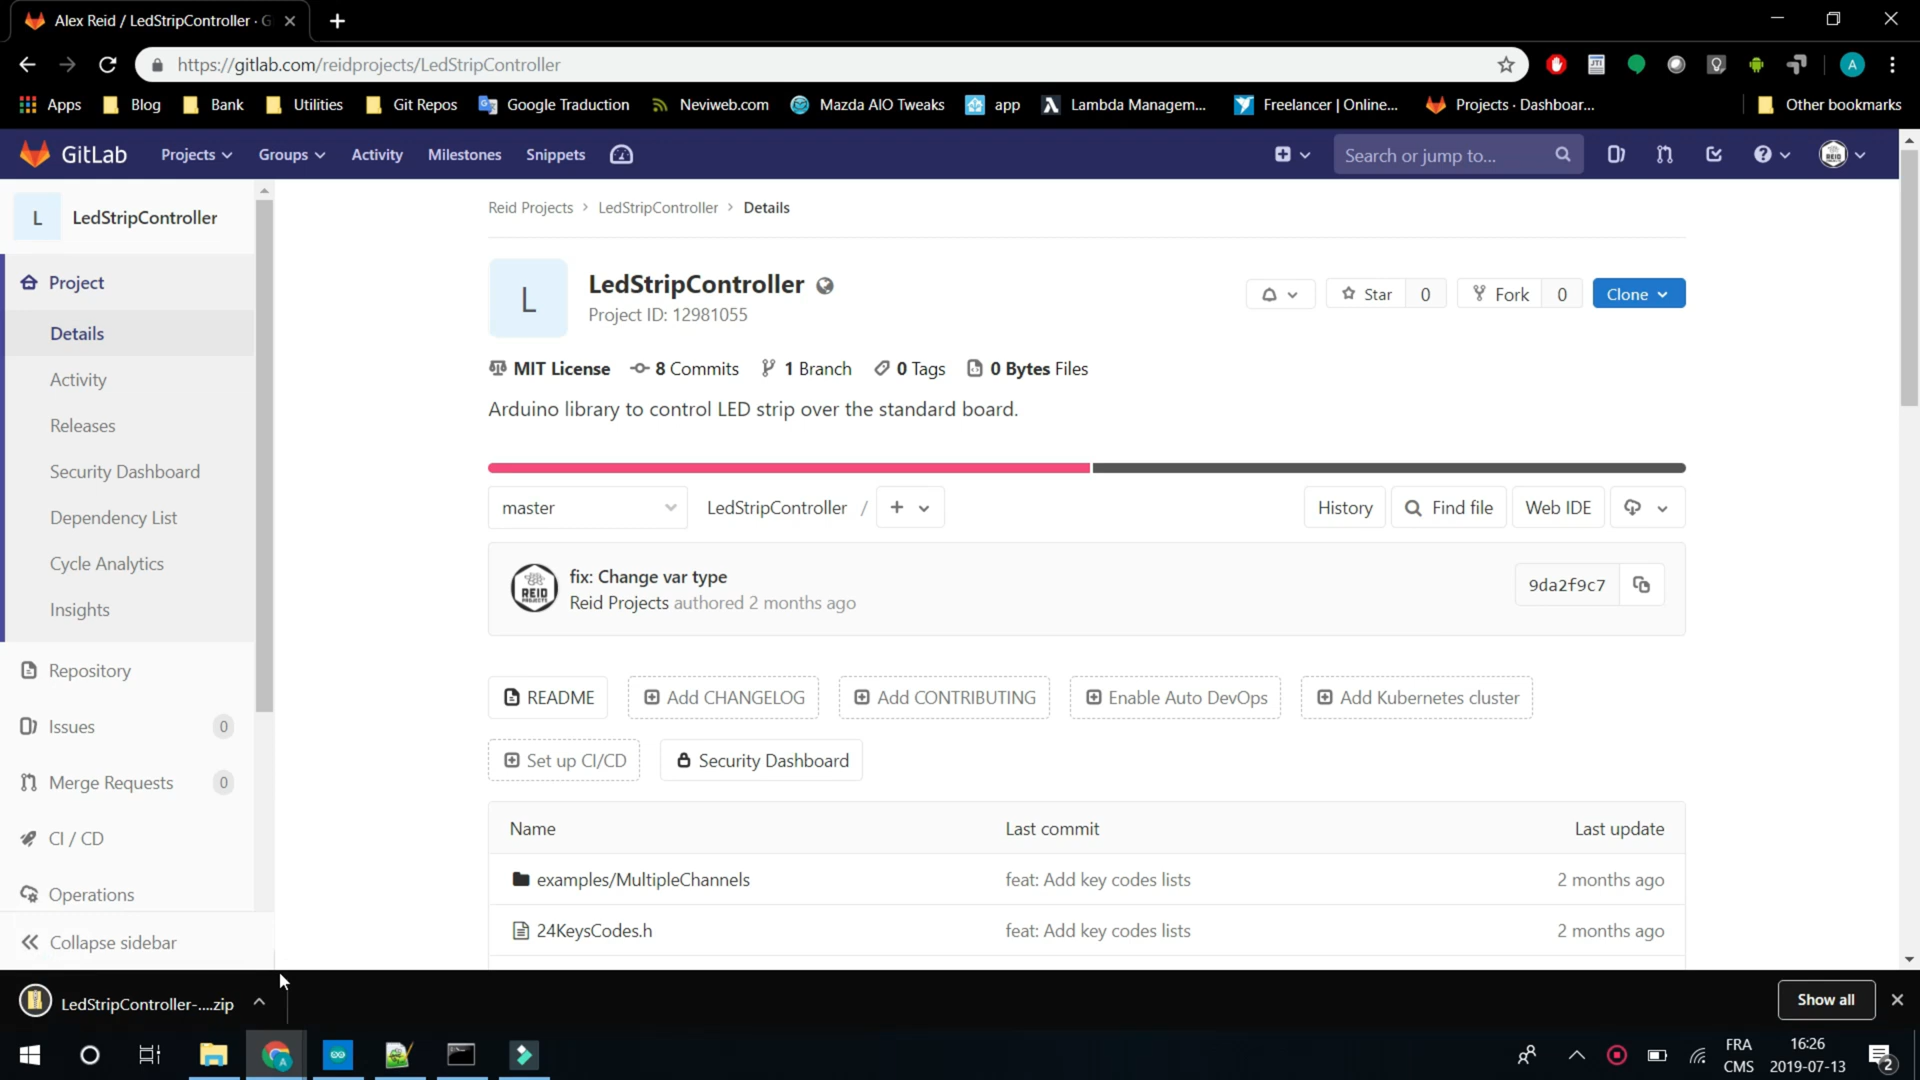 Alex Reid / LedStripController · G
https://gitlab.com/reidprojects/LedStripController
JTI
A
Apps
Blog
Bank
Utilities
Git Repos
Google Traduction
Neviweb.com
Mazda AIO Tweaks
app
Lambda Managem...
Freelancer | Online...
Projects · Dashboar...
Other bookmarks
GitLab
Projects
Groups
Activity
Milestones
Snippets
Search or jump to...
REID
L
LedStripController
Project
Details
Activity
Releases
Security Dashboard
Dependency List
Cycle Analytics
Insights
Repository
Issues 0
Merge Requests 0
CI / CD
Operations
Collapse sidebar
Reid Projects > LedStripController > Details
L
LedStripController
Project ID: 12981055
Star 0
Fork 0
Clone
MIT License 8 Commits 1 Branch 0 Tags 0 Bytes Files
Arduino library to control LED strip over the standard board.
master
LedStripController / +
History
Find file
Web IDE
REID
fix: Change var type
Reid Projects authored 2 months ago
9da2f9c7
README
Add CHANGELOG
Add CONTRIBUTING
Enable Auto DevOps
Add Kubernetes cluster
Set up CI/CD
Security Dashboard
Name Last commit Last update
examples/MultipleChannels feat: Add key codes lists 2 months ago
24KeysCodes.h feat: Add key codes lists 2 months ago
LedStripController-....zip
Show all
A
FRA
CMS
16:26
2019-07-13
2